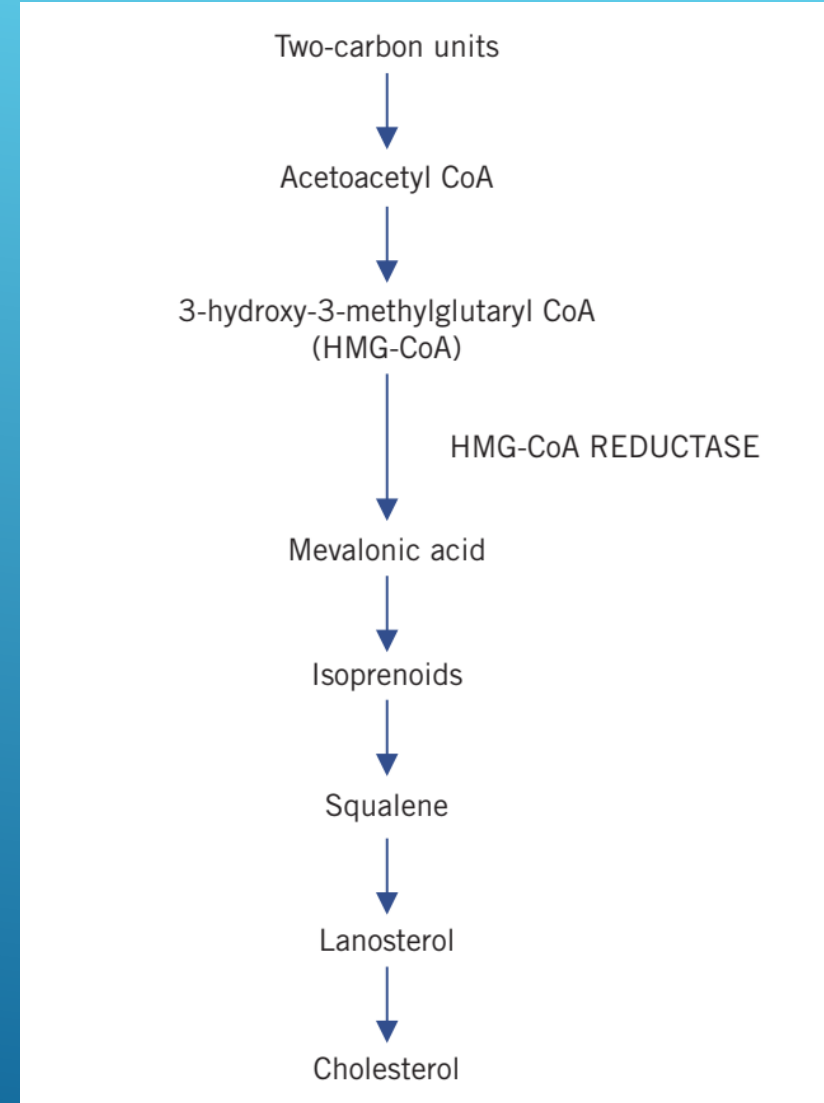 Two-carbon units
Acetoacetyl CoA
3-hydroxy-3-methylglutaryl CoA
(HMG-CoA)
HMG-CoA REDUCTASE
Mevalonic acid
Isoprenoids
Squalene
Lanosterol
Cholesterol